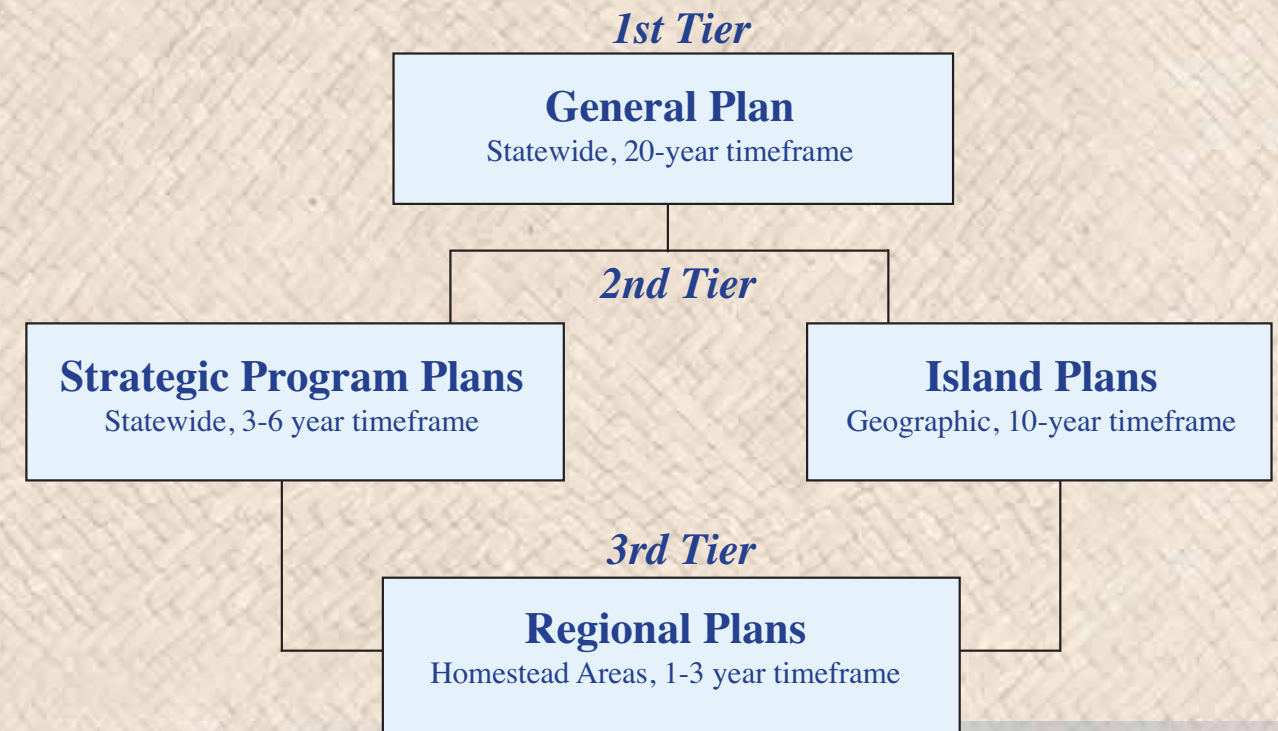 1st Tier
General Plan
Statewide, 20-year timeframe
2nd Tier
Strategic Program Plans
Statewide, 3-6 year timeframe
Island Plans
Geographic, 10-year timeframe
3rd Tier
Regional Plans
Homestead Areas, 1-3 year timeframe